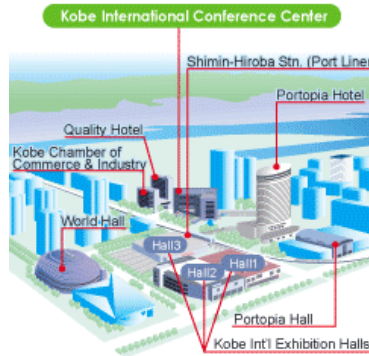 Kobe International Conference Center
Shimin-Hiroba Stn. (Port Liner
Portopia Hotel
Quality Hotel
Kobe Chamber of
Commerce & Industry
World-Hall
Hall3
Hall2
Hall1
Portopia Hall
Kobe Int'l Exhibition Halls